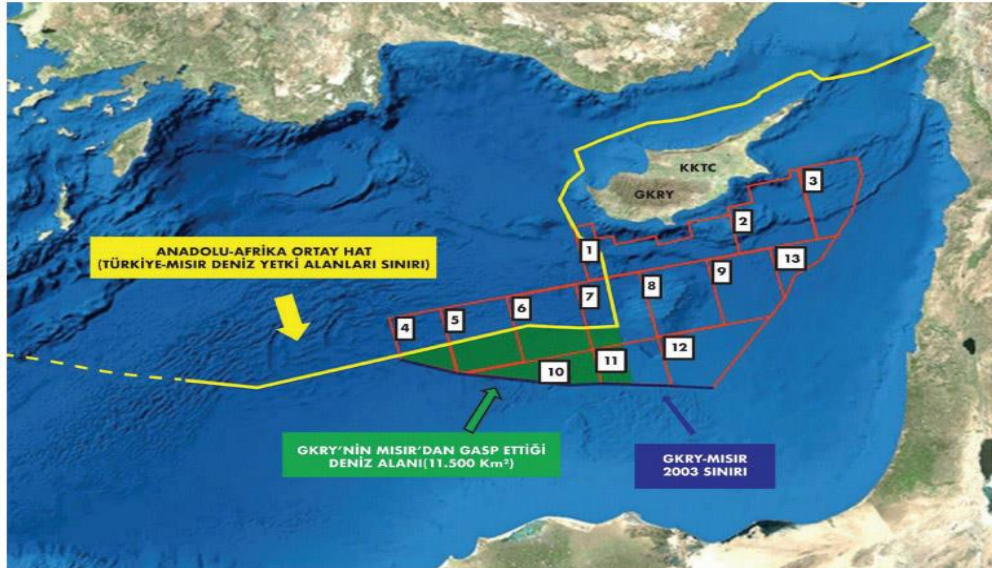 KKTC
GKRY
3
2
1
13
9
8
7
6
5
4
12
11
10
ANADOLU-AFRİKA ORTAY HAT
(TÜRKİYE-MISIR DENİZ YETKİ ALANLARI SINIRI)
GKRY'NİN MISIR'DAN GASP ETTİĞİ
DENİZ ALANI(11.500 Km²)
GKRY-MISIR
2003 SINIRI